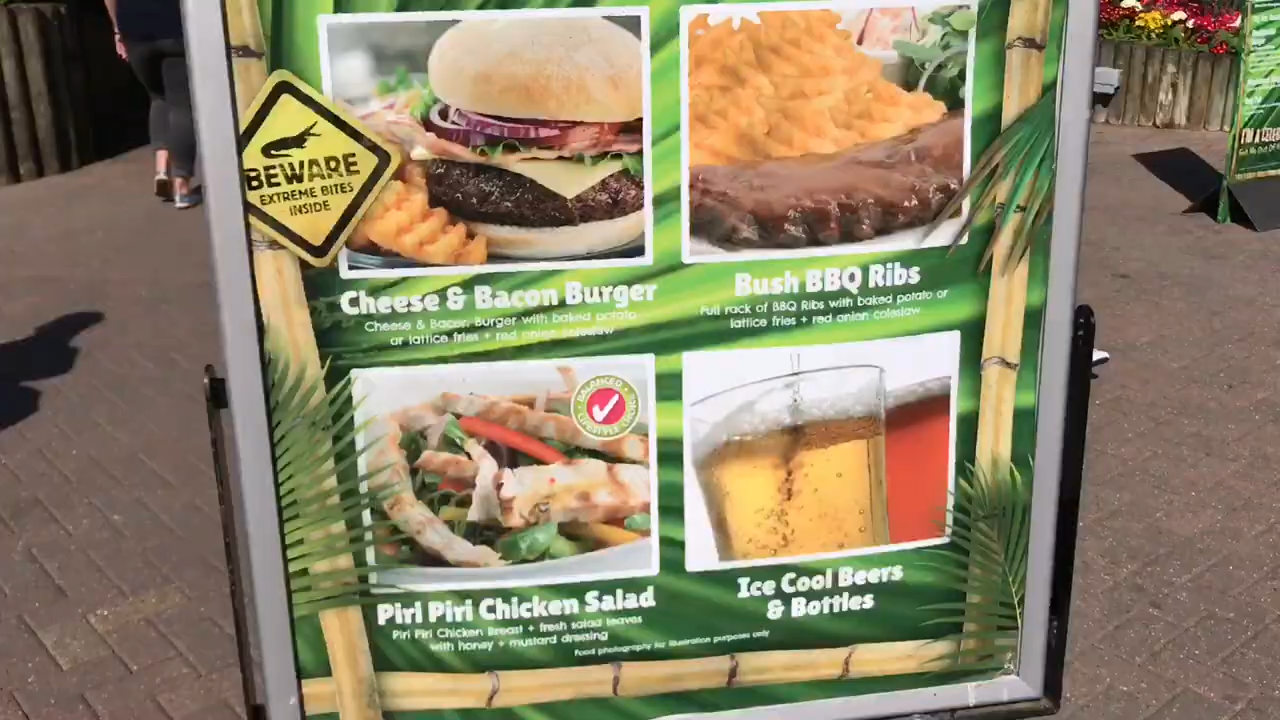 BEWARE
EXTREME BITES
INSIDE
Cheese & Bacon Burger
Cheese & Bacon Burger with baked potato
or lattice fries + red onion coleslaw
Bush BBQ Ribs
Full rack of BBQ Ribs with baked potato or
lattice fries + red onion coleslaw
BALANCED
LIFESTYLE CHOICE
Piri Piri Chicken Salad
Piri Piri Chicken Breast + fresh salad leaves
with honey + mustard dressing
Ice Cool Beers
& Bottles
Food photography for illustration purposes only